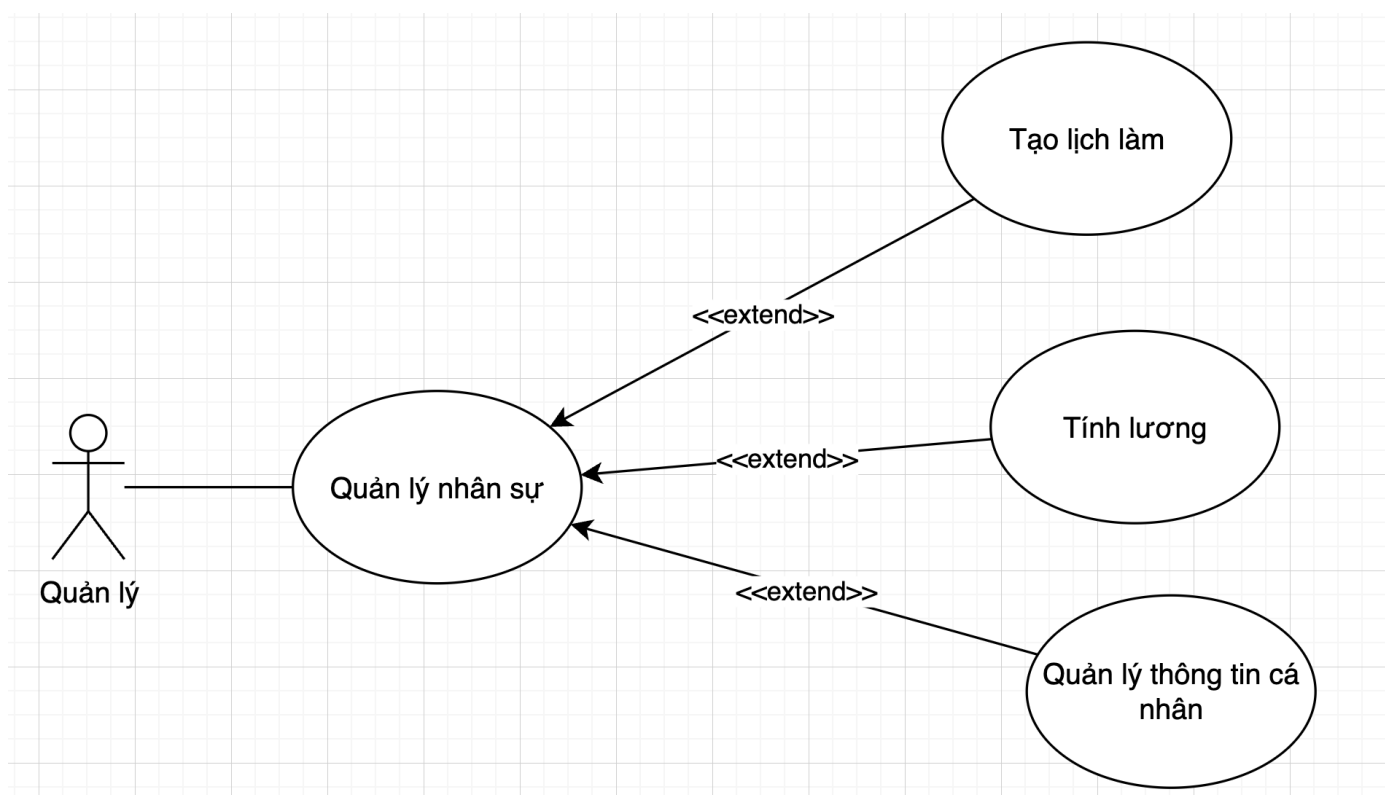 Tạo lịch làm
<<extend>>
Tính lương
<<extend>>
Quản lý nhân sự
Quản lý
<<extend>>
Quản lý thông tin cá
nhân